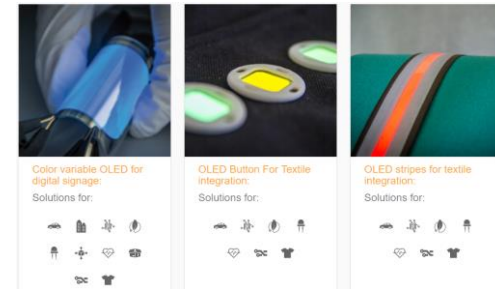 Color variable OLED for
digital signage:
Solutions for:
OLED Button For Textile
integration:
Solutions for:
OLED stripes for textile
integration:
Solutions for: